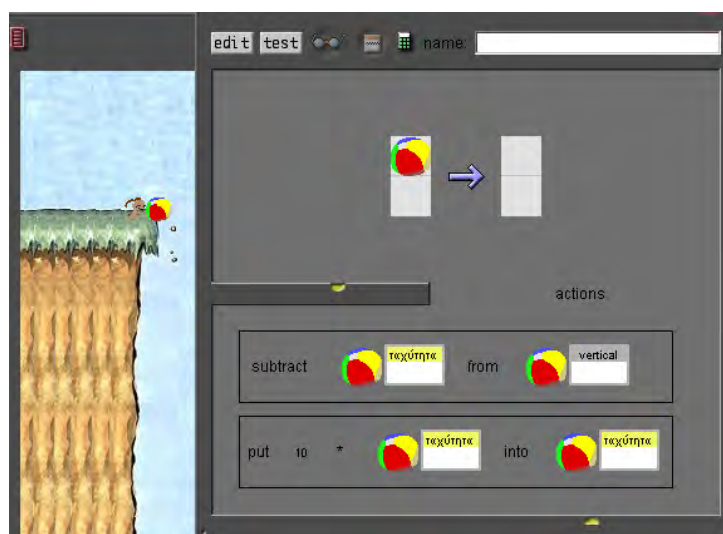 edit test name:
actions
subtract ταχύτητα from vertical
put 10 * ταχύτητα into ταχύτητα